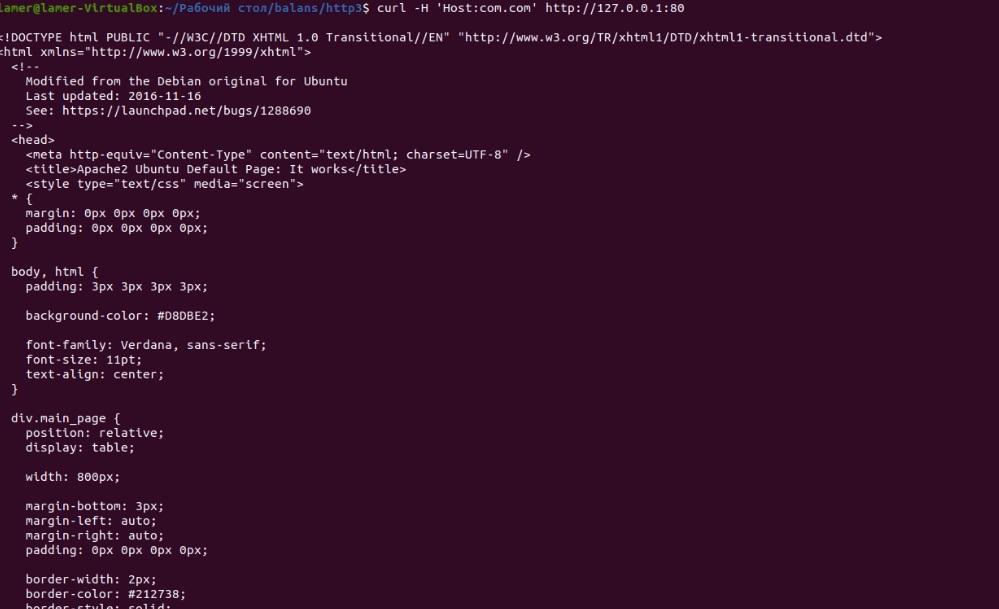 lamer@lamer-VirtualBox:~/Рабочий стол/balans/http3$ curl -H 'Host:com.com' http://127.0.0.1:80
<!DOCTYPE html PUBLIC "-//W3C//DTD XHTML 1.0 Transitional//EN" "http://www.w3.org/TR/xhtml1/DTD/xhtml1-transitional.dtd">
<html xmlns="http://www.w3.org/1999/xhtml">
<!--
Modified from the Debian original for Ubuntu
Last updated: 2016-11-16
See: https://launchpad.net/bugs/1288690
-->
<head>
<meta http-equiv="Content-Type" content="text/html; charset=UTF-8" />
<title>Apache2 Ubuntu Default Page: It works</title>
<style type="text/css" media="screen">
* {
margin: 0px 0px 0px 0px;
padding: 0px 0px 0px 0px;
}
body, html {
padding: 3px 3px 3px 3px;
background-color: #D8DBE2;
font-family: Verdana, sans-serif;
font-size: 11pt;
text-align: center;
}
div.main_page {
position: relative;
display: table;
width: 800px;
margin-bottom: 3px;
margin-left: auto;
margin-right: auto;
padding: 0px 0px 0px 0px;
border-width: 2px;
border-color: #212738;
border-style: solid;